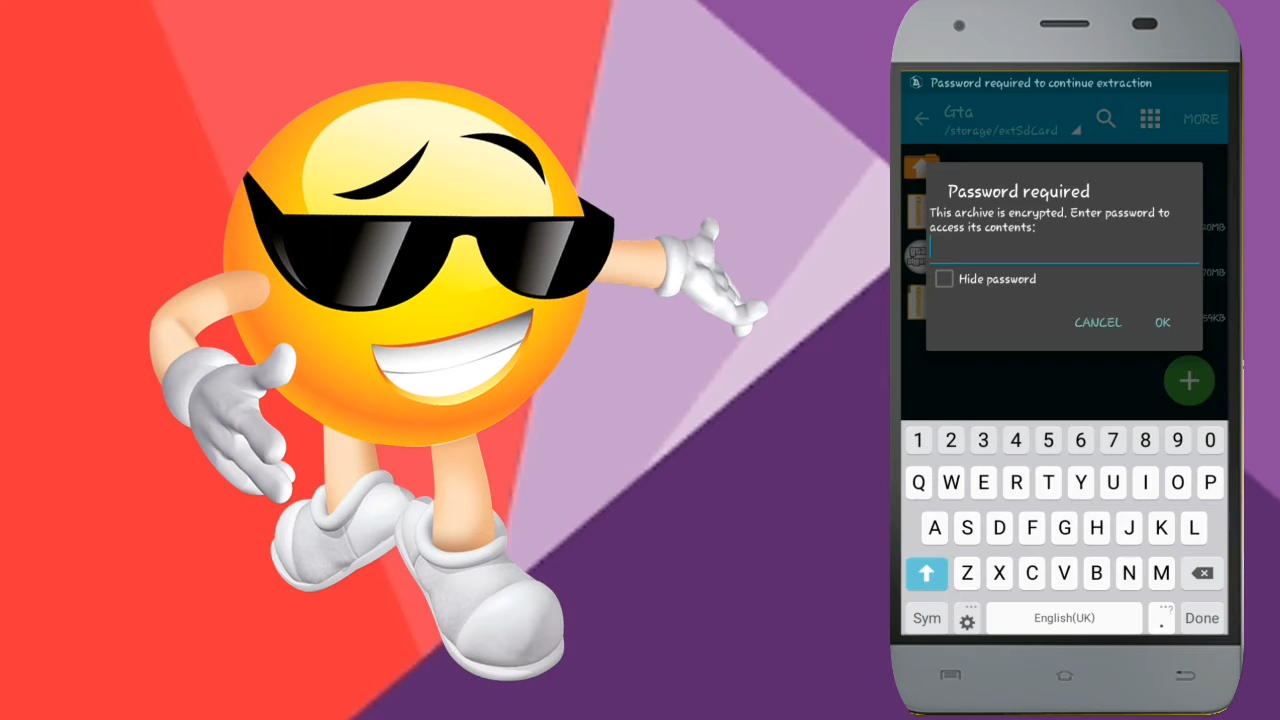 Password required to continue extraction
Gta
/storage/extSdCard
MORE
Password required
This archive is encrypted. Enter password to
access its contents:
Hide password
CANCEL OK
1 2 3 4 5 6 7 8 9 0
Q W E R T Y U I O P
A S D F G H J K L
Z X C V B N M
Sym English(UK) . Done